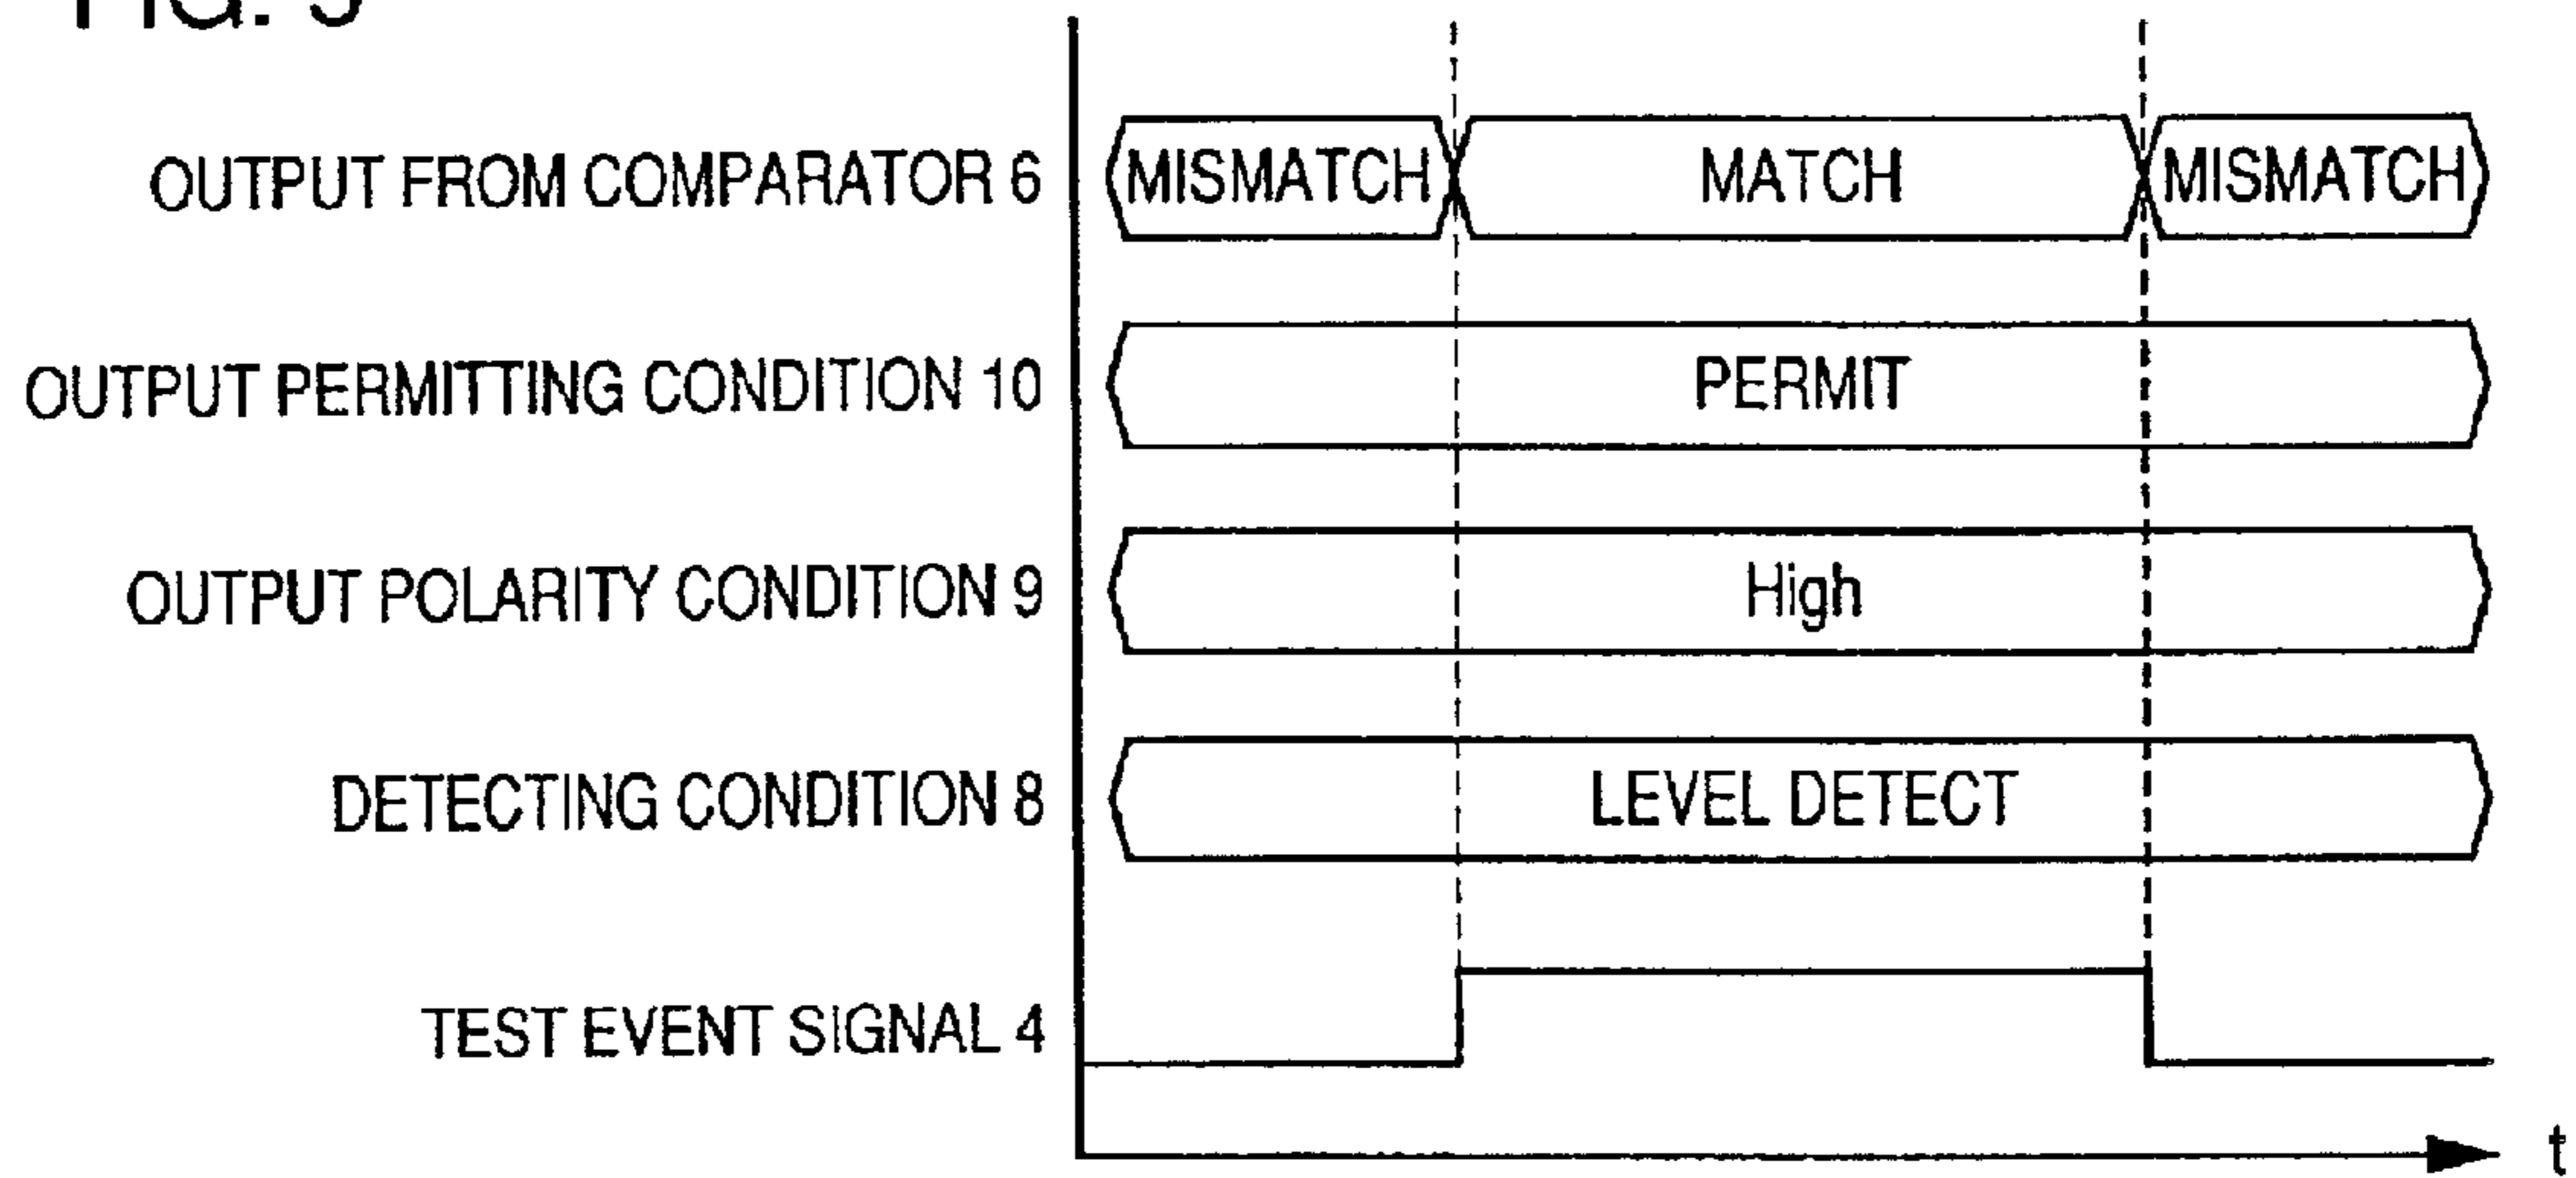 OUTPUT FROM COMPARATOR 6 MISMATCH MATCH MISMATCH
OUTPUT PERMITTING CONDITION 10 PERMIT
OUTPUT POLARITY CONDITION 9 High
DETECTING CONDITION 8 LEVEL DETECT
TEST EVENT SIGNAL 4
t